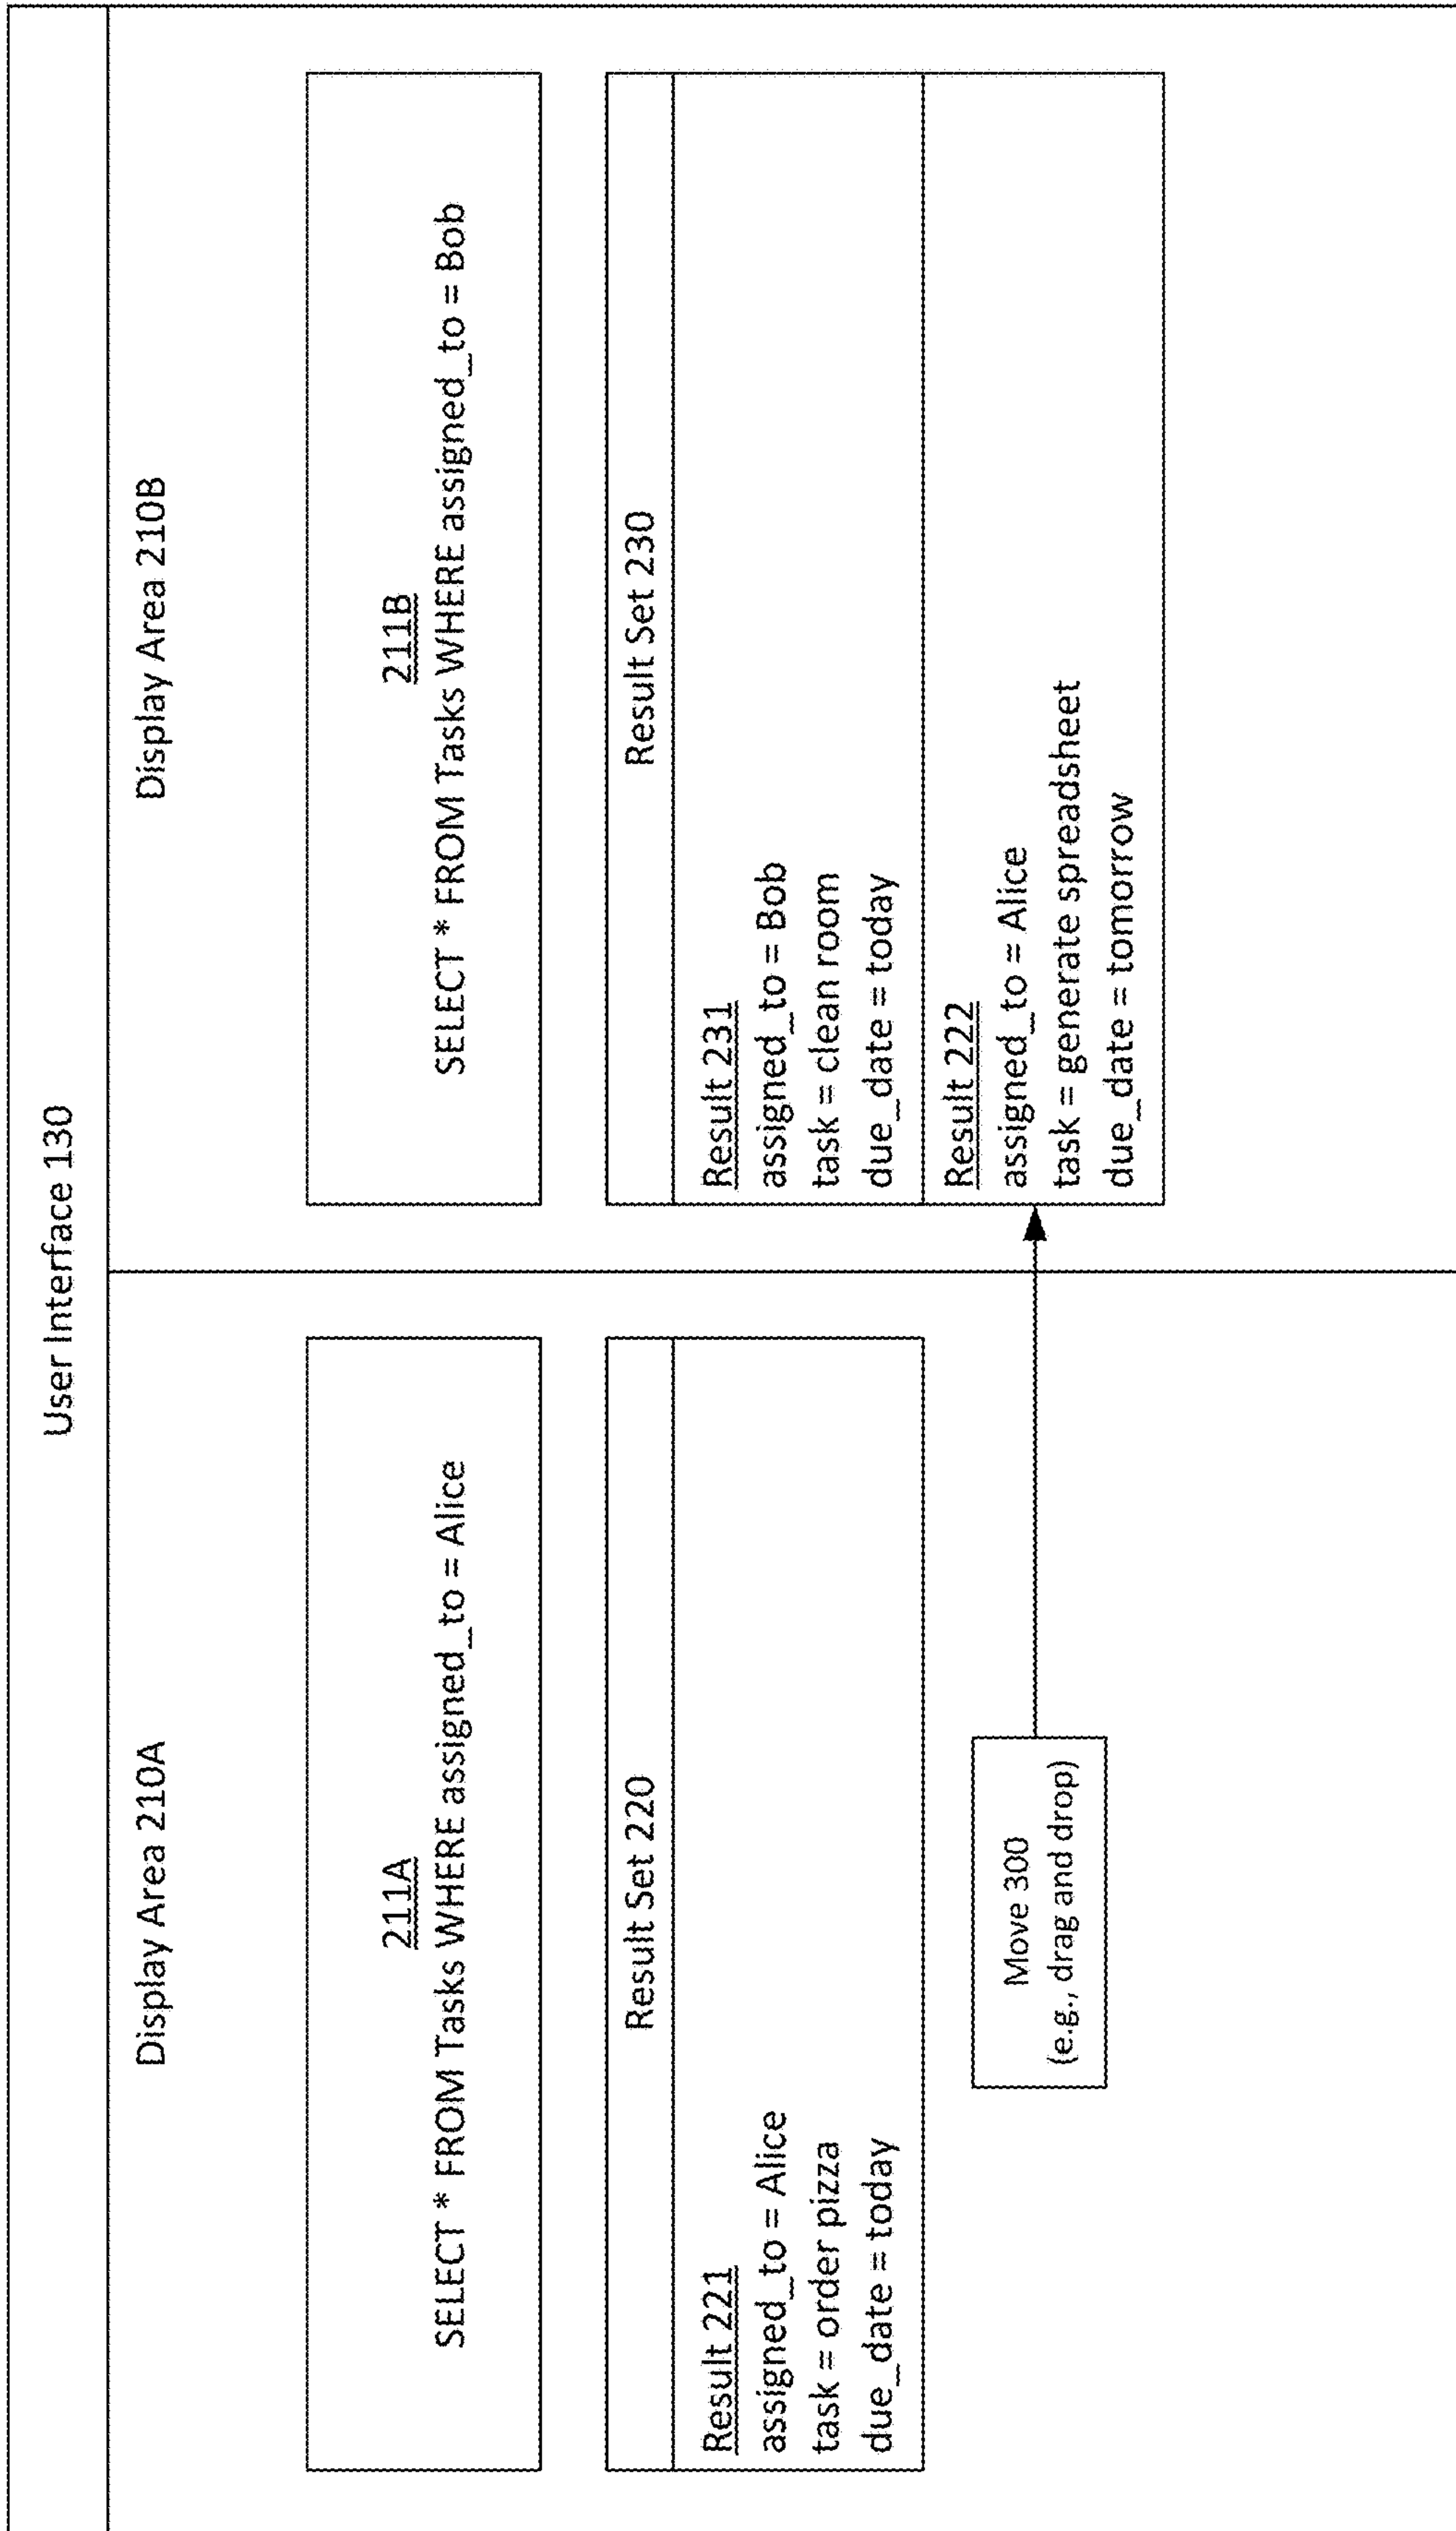 User Interface 130
Display Area 210A
211A
SELECT * FROM Tasks WHERE assigned_to = Alice
Result Set 220
Result 221
assigned_to = Alice
task = order pizza
due_date = today
Move 300
(e.g., drag and drop)
Display Area 210B
211B
SELECT * FROM Tasks WHERE assigned_to = Bob
Result Set 230
Result 231
assigned_to = Bob
task = clean room
due_date = today
Result 222
assigned_to = Alice
task = generate spreadsheet
due_date = tomorrow